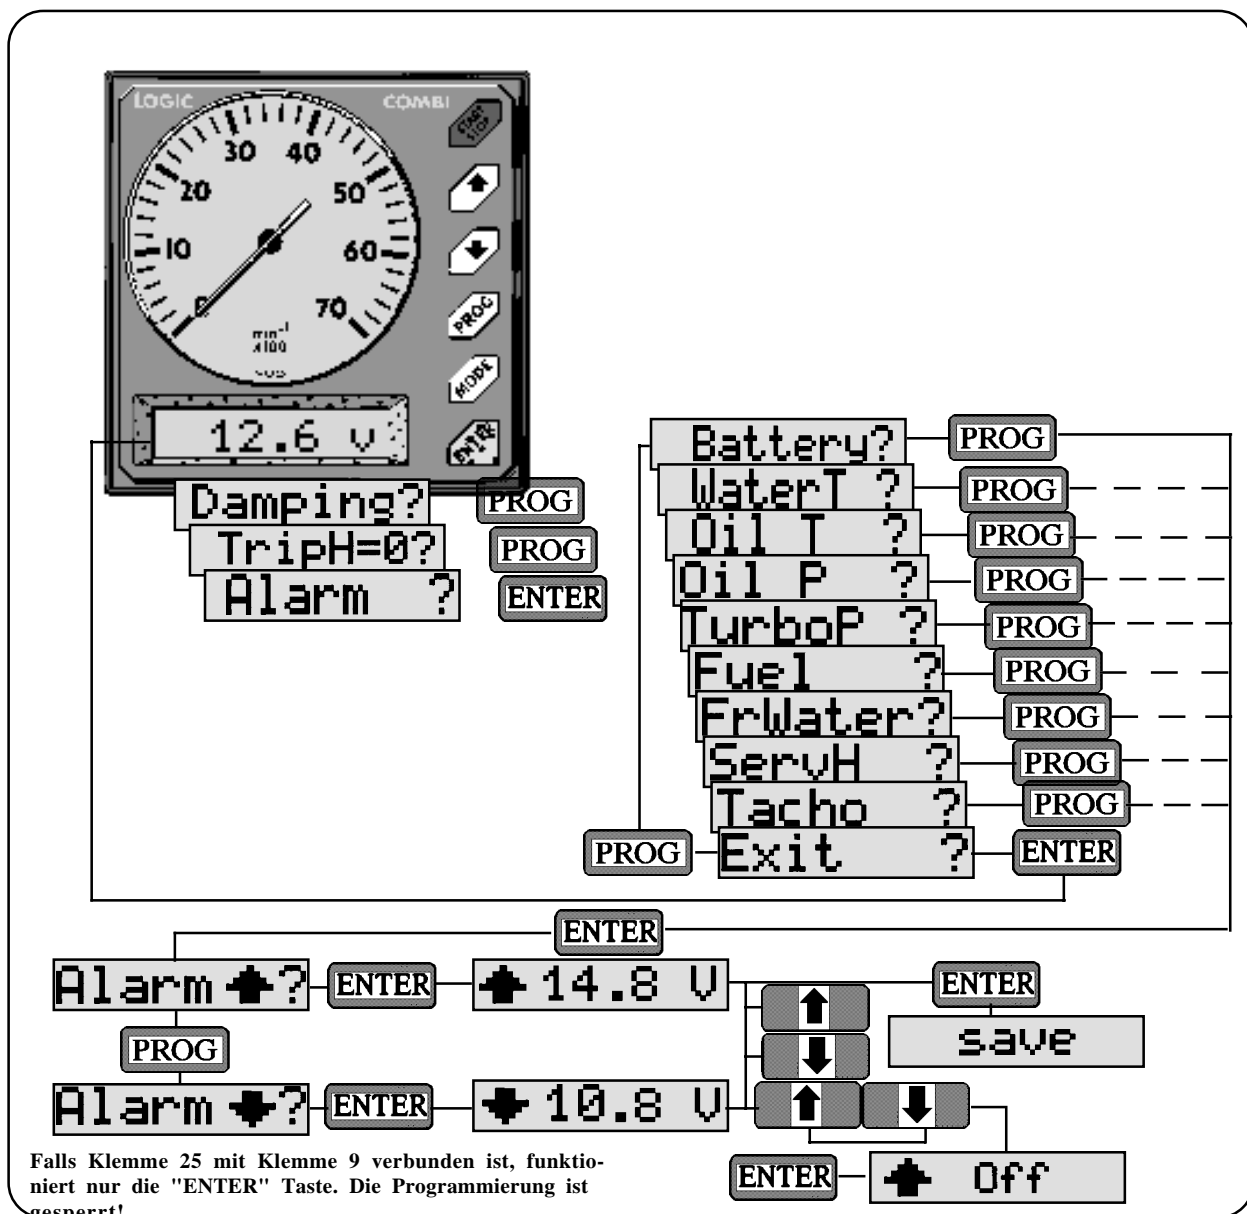 LOGIC COMBI
START STOP
30 40
20 50
10 60
0 70
PROG
min-1
x100
VDO
MODE
12.6 v
ENTER
Damping? PROG
TripH=0? PROG
Alarm ? ENTER
Battery? PROG
WaterT ? PROG
Oil T ? PROG
Oil P ? PROG
TurboP ? PROG
Fuel ? PROG
FrWater? PROG
ServH ? PROG
Tacho ? PROG
PROG Exit ? ENTER
ENTER
Alarm ⬆? ENTER ⬆ 14.8 V ⬆ ENTER
PROG ⬇ save
Alarm ⬇? ENTER ⬇ 10.8 V ⬆ ⬇
ENTER ⬆ Off
Falls Klemme 25 mit Klemme 9 verbunden ist, funktio-
niert nur die "ENTER" Taste. Die Programmierung ist
gesperrt!